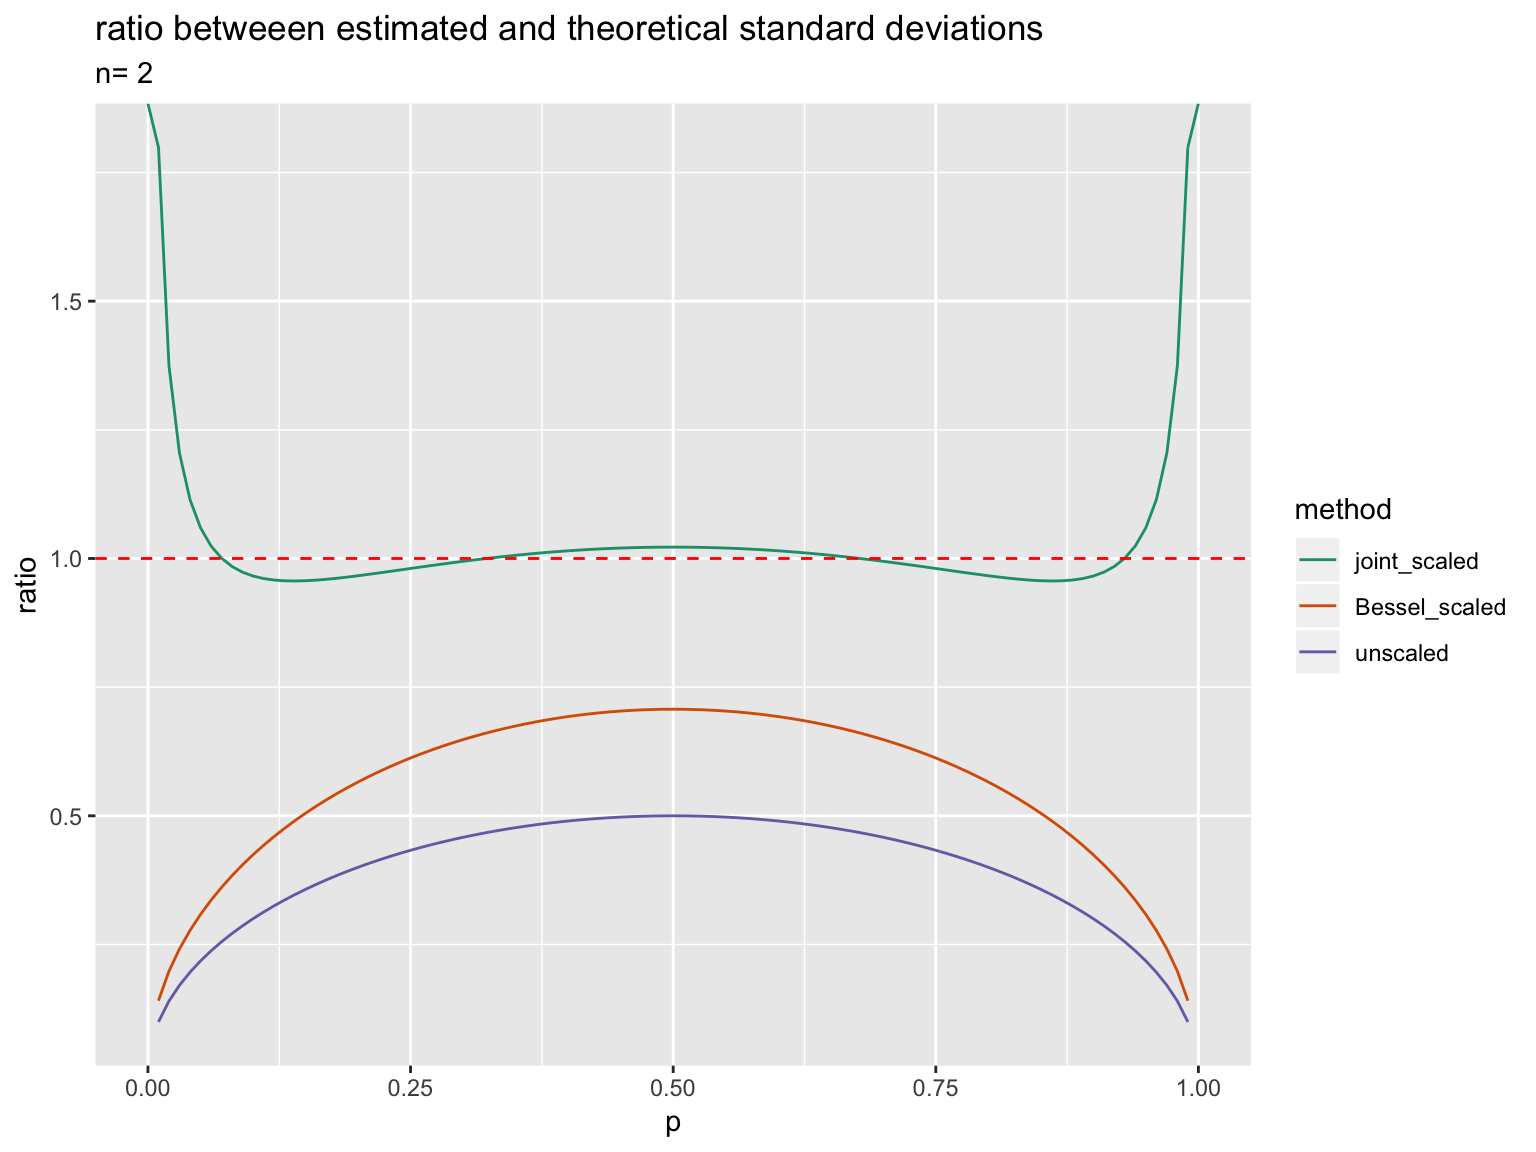 ratio betweeen estimated and theoretical standard deviations
n= 2
1.5
1.0
0.5
ratio
0.00
0.25
0.50
0.75
1.00
p
method
joint_scaled
Bessel_scaled
unscaled